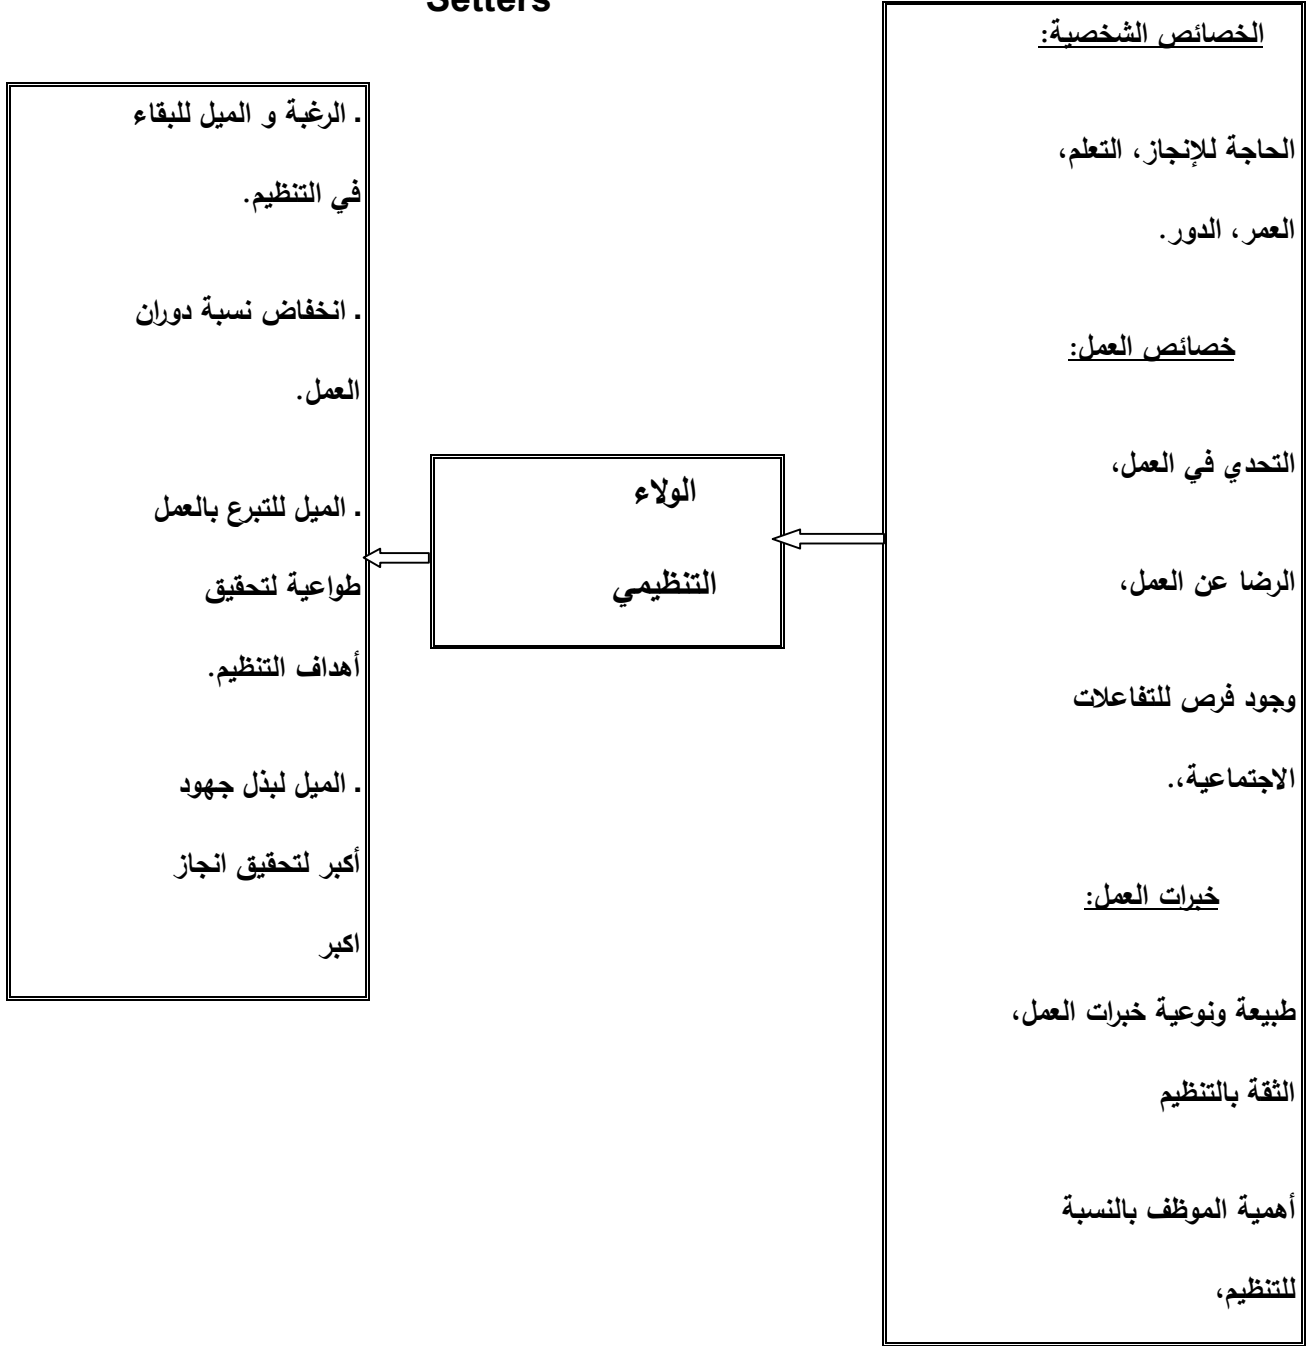 Setters
الخصائص الشخصية:
الحاجة للإنجاز، التعلم،
العمر، الدور.
خصائص العمل:
التحدي في العمل،
الرضا عن العمل،
وجود فرص للتفاعلات
الاجتماعية،.
خبرات العمل:
طبيعة ونوعية خبرات العمل،
الثقة بالتنظيم
أهمية الموظف بالنسبة
للتنظيم،
الولاء
التنظيمي
. الرغبة و الميل للبقاء
في التنظيم.
. انخفاض نسبة دوران
العمل.
. الميل للتبرع بالعمل
طواعية لتحقيق
أهداف التنظيم.
. الميل لبذل جهود
أكبر لتحقيق انجاز
اكبر